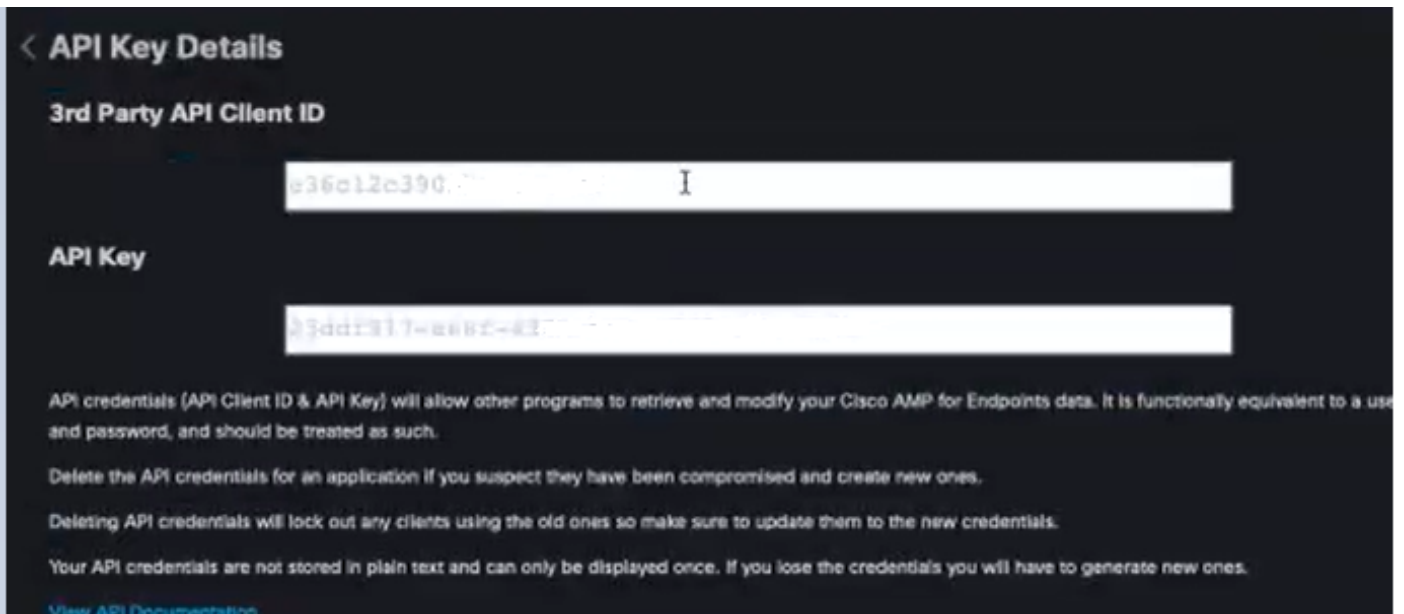 API Key Details
3rd Party API Client ID
e36c12c390
API Key
API credentials (API Client ID & API Key) will allow other programs to retrieve and modify your Cisco AMP for Endpoints data. It is functionally equivalent to a use
and password, and should be treated as such.
Delete the API credentials for an application if you suspect they have been compromised and create new ones.
Deleting API credentials will lock out any clients using the old ones so make sure to update them to the new credentials.
Your API credentials are not stored in plain text and can only be displayed once. If you lose the credentials you will have to generate new ones.
View API Documentation